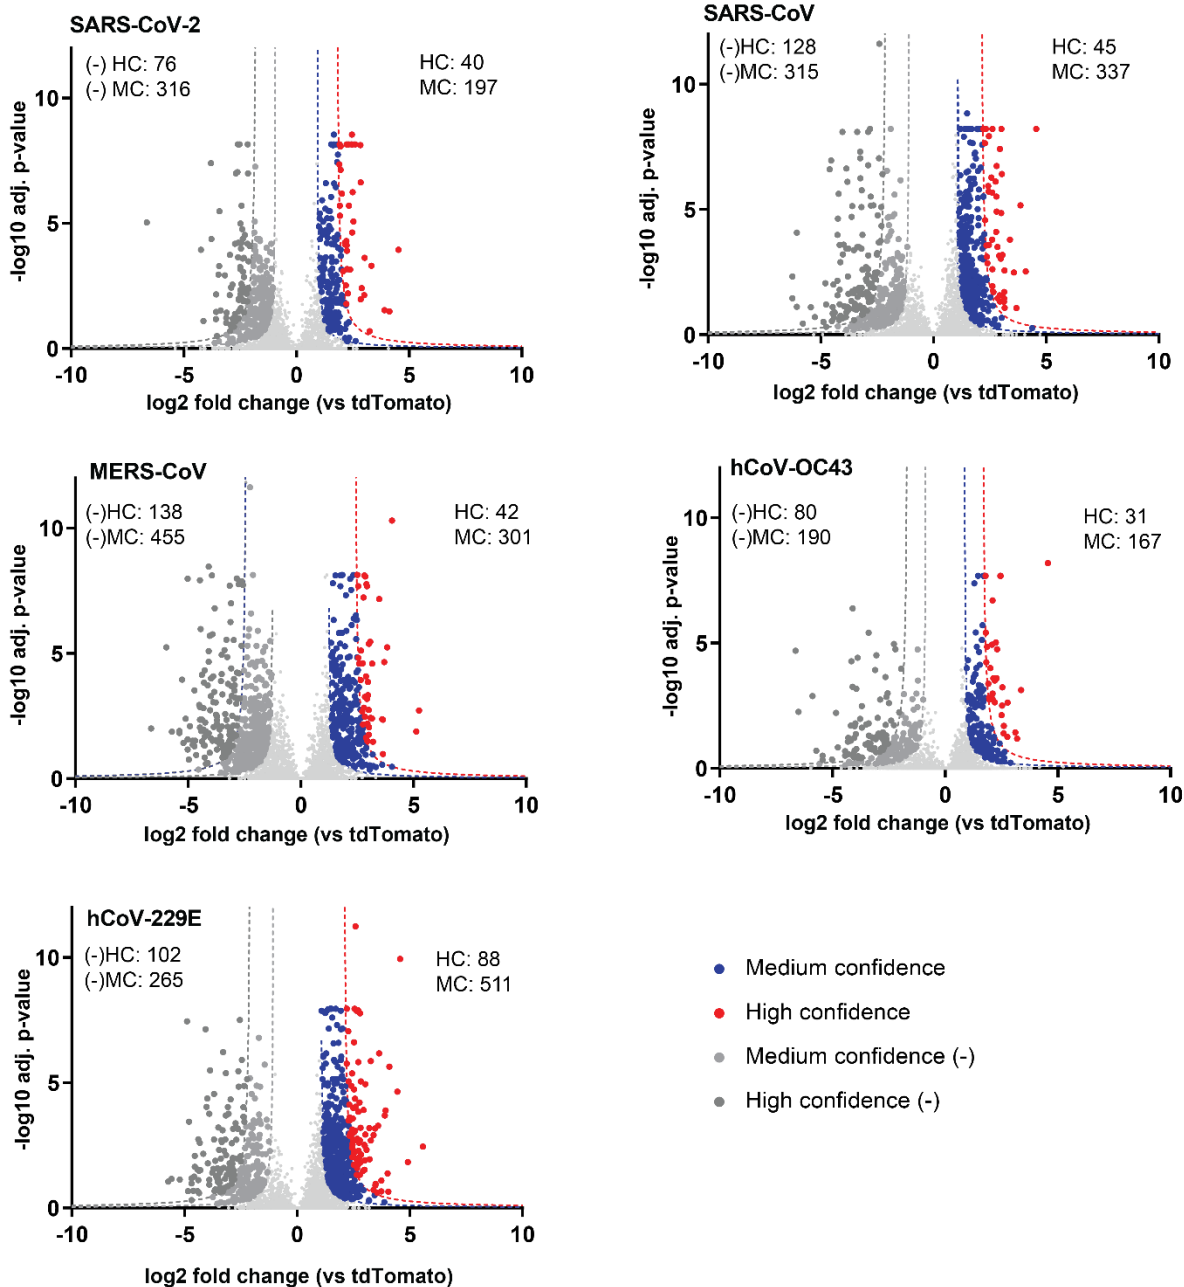 SARS-CoV-2
(-) HC: 76
(-) MC: 316
HC: 40
MC: 197
-log10 adj. p-value
10
5
0
-10
-5
0
5
10
log2 fold change (vs tdTomato)
SARS-CoV
(-)HC: 128
(-)MC: 315
HC: 45
MC: 337
-log10 adj. p-value
10
5
0
-10
-5
0
5
10
log2 fold change (vs tdTomato)
MERS-CoV
(-)HC: 138
(-)MC: 455
HC: 42
MC: 301
-log10 adj. p-value
10
5
0
-10
-5
0
5
10
log2 fold change (vs tdTomato)
hCoV-OC43
(-)HC: 80
(-)MC: 190
HC: 31
MC: 167
-log10 adj. p-value
10
5
0
-10
-5
0
5
10
log2 fold change (vs tdTomato)
hCoV-229E
(-)HC: 102
(-)MC: 265
HC: 88
MC: 511
-log10 adj. p-value
10
5
0
-10
-5
0
5
10
log2 fold change (vs tdTomato)
Medium confidence
High confidence
Medium confidence (-)
High confidence (-)